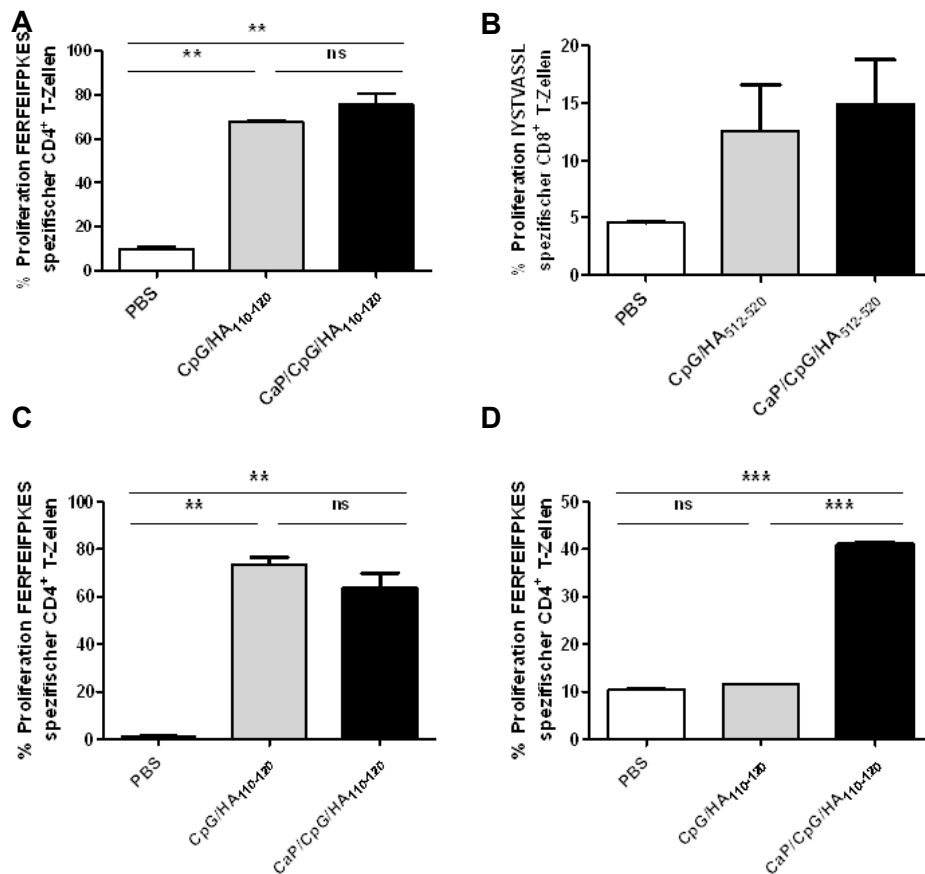 A
% Proliferation FERFEIFPKES
spezifischer CD4+ T-Zellen
**
** ns
100
80
60
40
20
0
PBS
CpG/HA110-120
CaP/CpG/HA110-120
B
% Proliferation IYSTVASSL
spezifischer CD8+ T-Zellen
20
15
10
5
0
PBS
CpG/HA512-520
CaP/CpG/HA512-520
C
% Proliferation FERFEIFPKES
spezifischer CD4+ T-Zellen
**
** ns
100
80
60
40
20
0
PBS
CpG/HA110-120
CaP/CpG/HA110-120
D
% Proliferation FERFEIFPKES
spezifischer CD4+ T-Zellen
***
ns ***
50
40
30
20
10
0
PBS
CpG/HA110-120
CaP/CpG/HA110-120